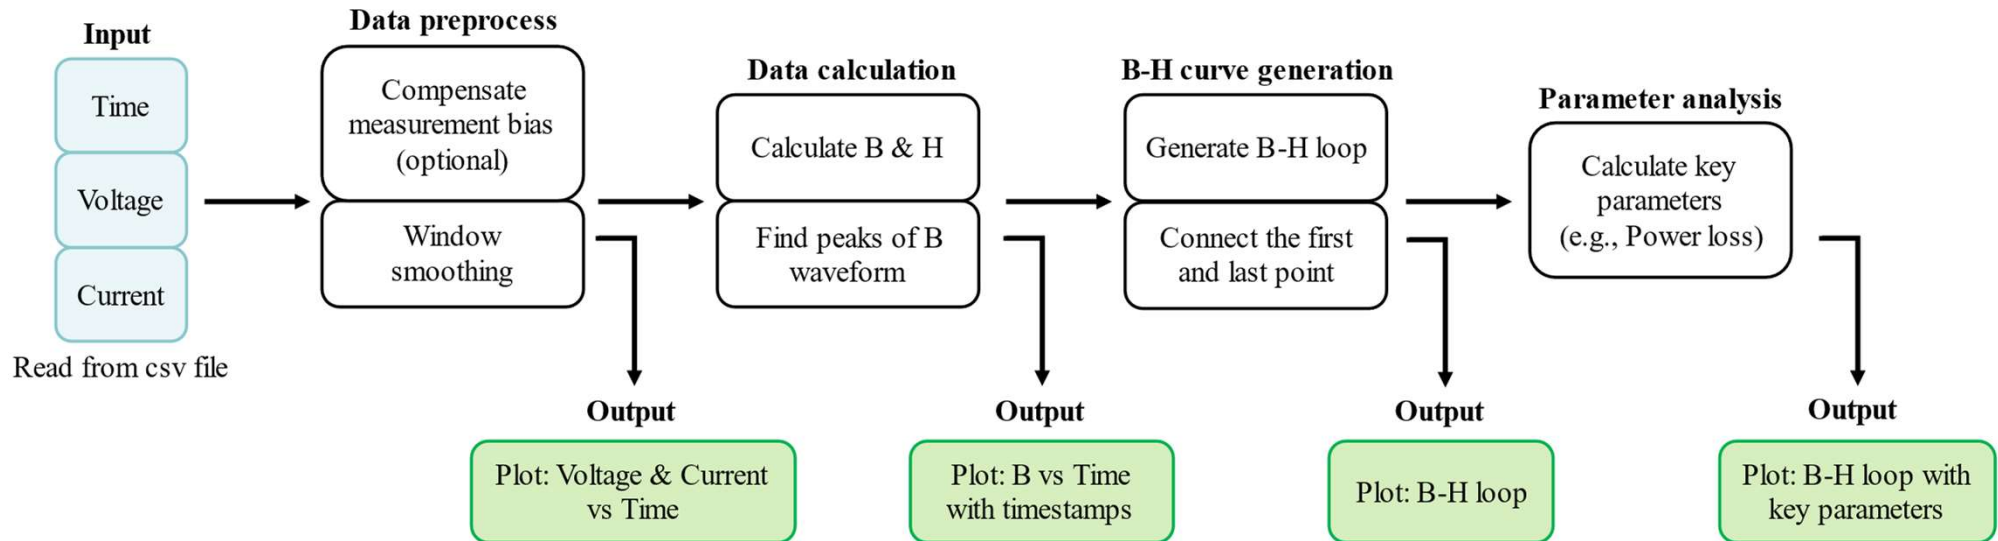 Input
Time
Voltage
Current
Read from csv file
Data preprocess
Compensate
measurement bias
(optional)
Window
smoothing
Data calculation
Calculate B & H
Find peaks of B
waveform
B-H curve generation
Generate B-H loop
Connect the first
and last point
Parameter analysis
Calculate key
parameters
(e.g., Power loss)
Output
Plot: Voltage & Current
vs Time
Output
Plot: B vs Time
with timestamps
Output
Plot: B-H loop
Output
Plot: B-H loop with
key parameters